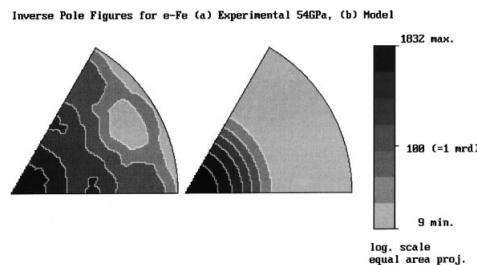 Inverse Pole Figures for e-Fe (a) Experimental 54GPa, (b) Model
1832 max.
100 (=1 mrd)
9 min.
log. scale
equal area proj.